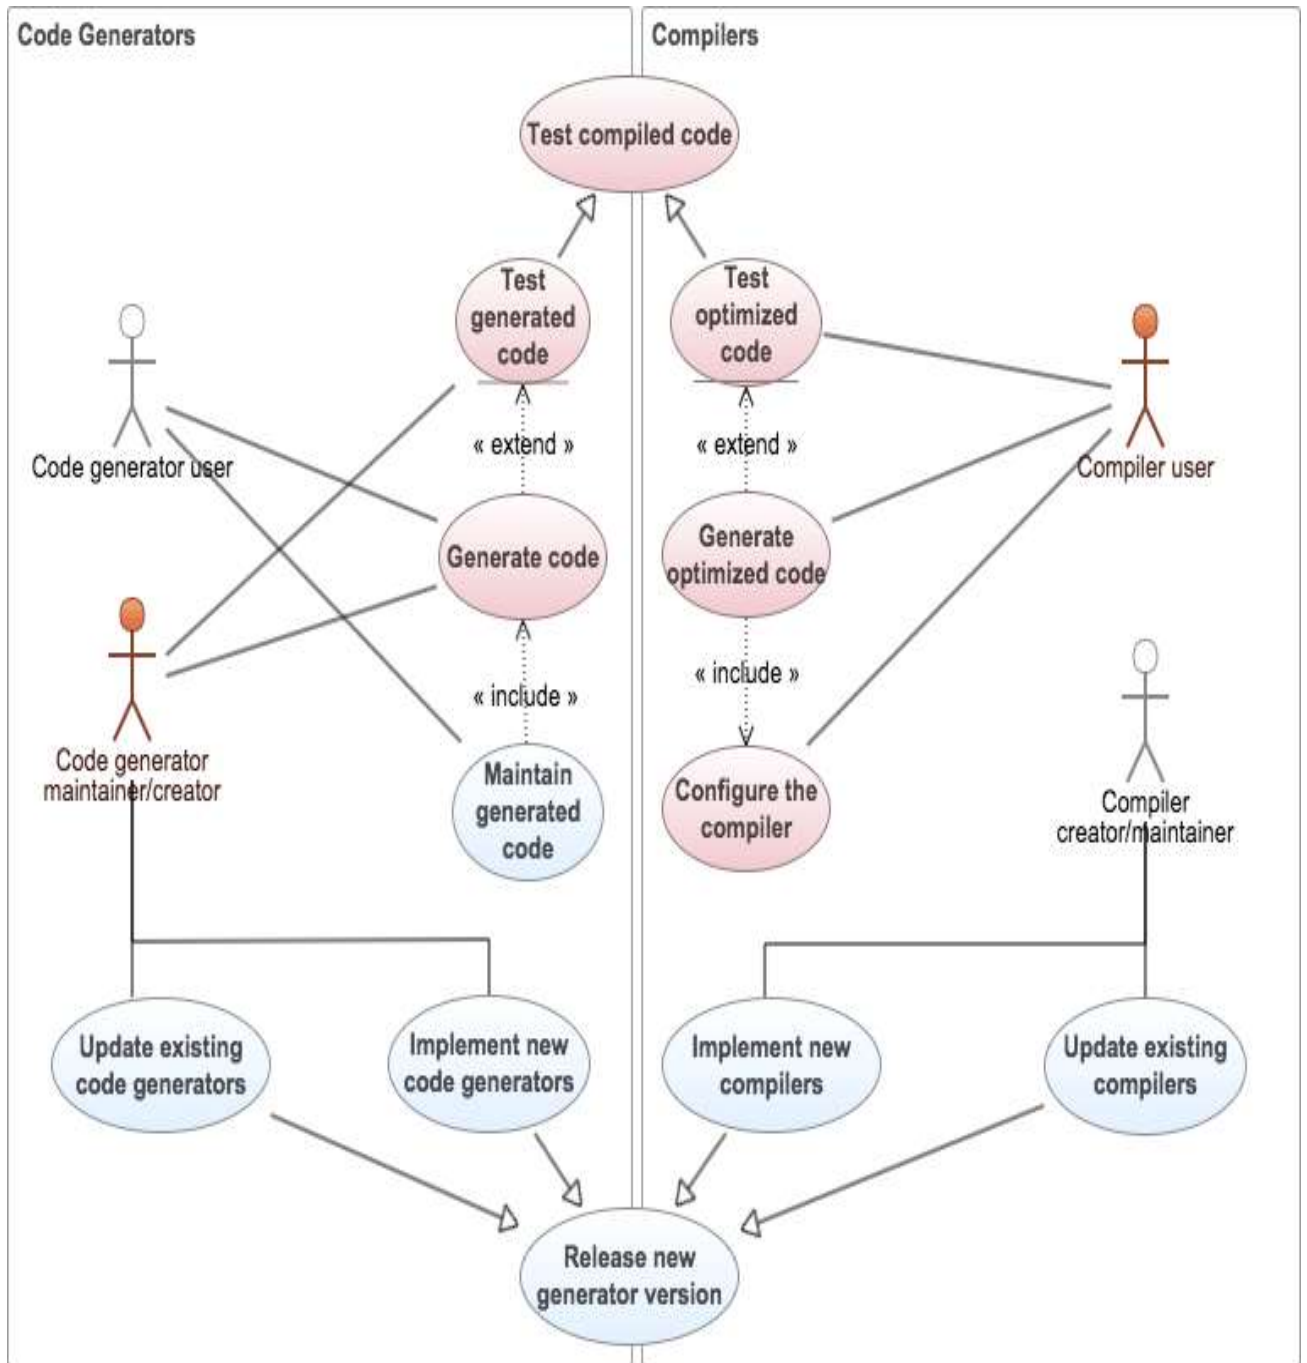 Code Generators
Compilers
Test compiled code
Test
generated
code
Test
optimized
code
Code generator user
« extend »
« extend »
Compiler user
Generate code
Generate
optimized code
« include »
« include »
Code generator
maintainer/creator
Maintain
generated
code
Configure the
compiler
Compiler
creator/maintainer
Update existing
code generators
Implement new
code generators
Implement new
compilers
Update existing
compilers
Release new
generator version